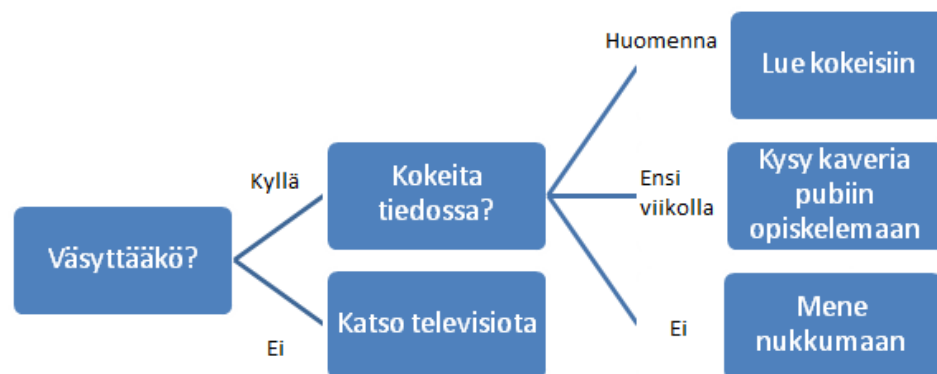 Väsyttääkö?
Kyllä
Ei
Kokeita
tiedossa?
Katso televisiota
Huomenna
Ensi
viikolla
Ei
Lue kokeisiin
Kysy kaveria
pubiin
opiskelemaan
Mene
nukkumaan